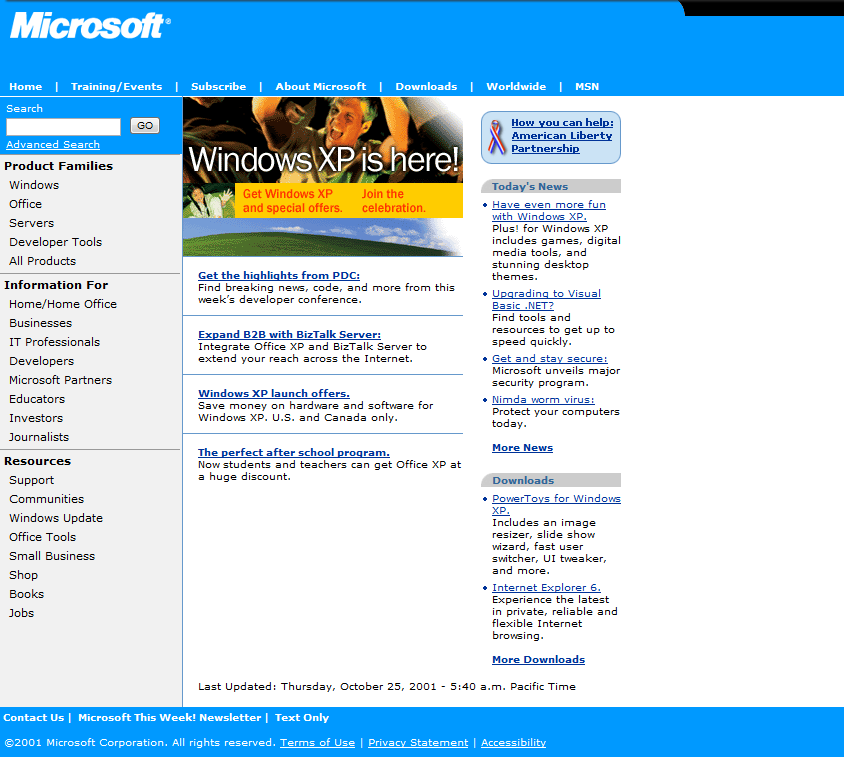 Microsoft®
Home | Training/Events | Subscribe | About Microsoft | Downloads | Worldwide | MSN
Search
GO
Advanced Search
Product Families
Windows
Office
Servers
Developer Tools
All Products
Information For
Home/Home Office
Businesses
IT Professionals
Developers
Microsoft Partners
Educators
Investors
Journalists
Resources
Support
Communities
Windows Update
Office Tools
Small Business
Shop
Books
Jobs
Windows XP is here!
Get Windows XP
and special offers.
Join the
celebration.
Get the highlights from PDC:
Find breaking news, code, and more from this
week's developer conference.
Expand B2B with BizTalk Server:
Integrate Office XP and BizTalk Server to
extend your reach across the Internet.
Windows XP launch offers.
Save money on hardware and software for
Windows XP. U.S. and Canada only.
The perfect after school program.
Now students and teachers can get Office XP at
a huge discount.
How you can help:
American Liberty
Partnership
Today's News
• Have even more fun
with Windows XP.
Plus! for Windows XP
includes games, digital
media tools, and
stunning desktop
themes.
• Upgrading to Visual
Basic .NET?
Find tools and
resources to get up to
speed quickly.
• Get and stay secure:
Microsoft unveils major
security program.
• Nimda worm virus:
Protect your computers
today.
More News
Downloads
• PowerToys for Windows
XP.
Includes an image
resizer, slide show
wizard, fast user
switcher, UI tweaker,
and more.
• Internet Explorer 6.
Experience the latest
in private, reliable and
flexible Internet
browsing.
More Downloads
Last Updated: Thursday, October 25, 2001 - 5:40 a.m. Pacific Time
Contact Us | Microsoft This Week! Newsletter | Text Only
©2001 Microsoft Corporation. All rights reserved. Terms of Use | Privacy Statement | Accessibility